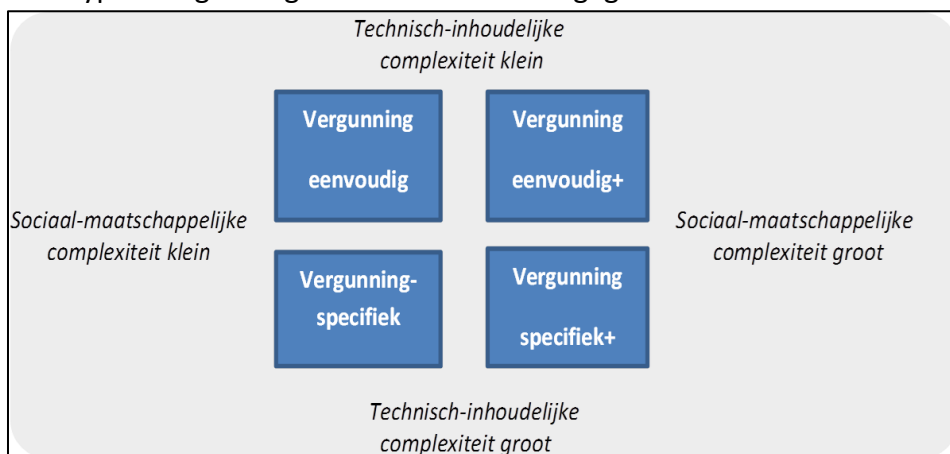 Technisch-inhoudelijke
complexiteit klein
Vergunning
eenvoudig
Vergunning
eenvoudig+
Sociaal-maatschappelijke
complexiteit klein
Sociaal-maatschappelijke
complexiteit groot
Vergunning-
specifiek
Vergunning
specifiek+
Technisch-inhoudelijke
complexiteit groot